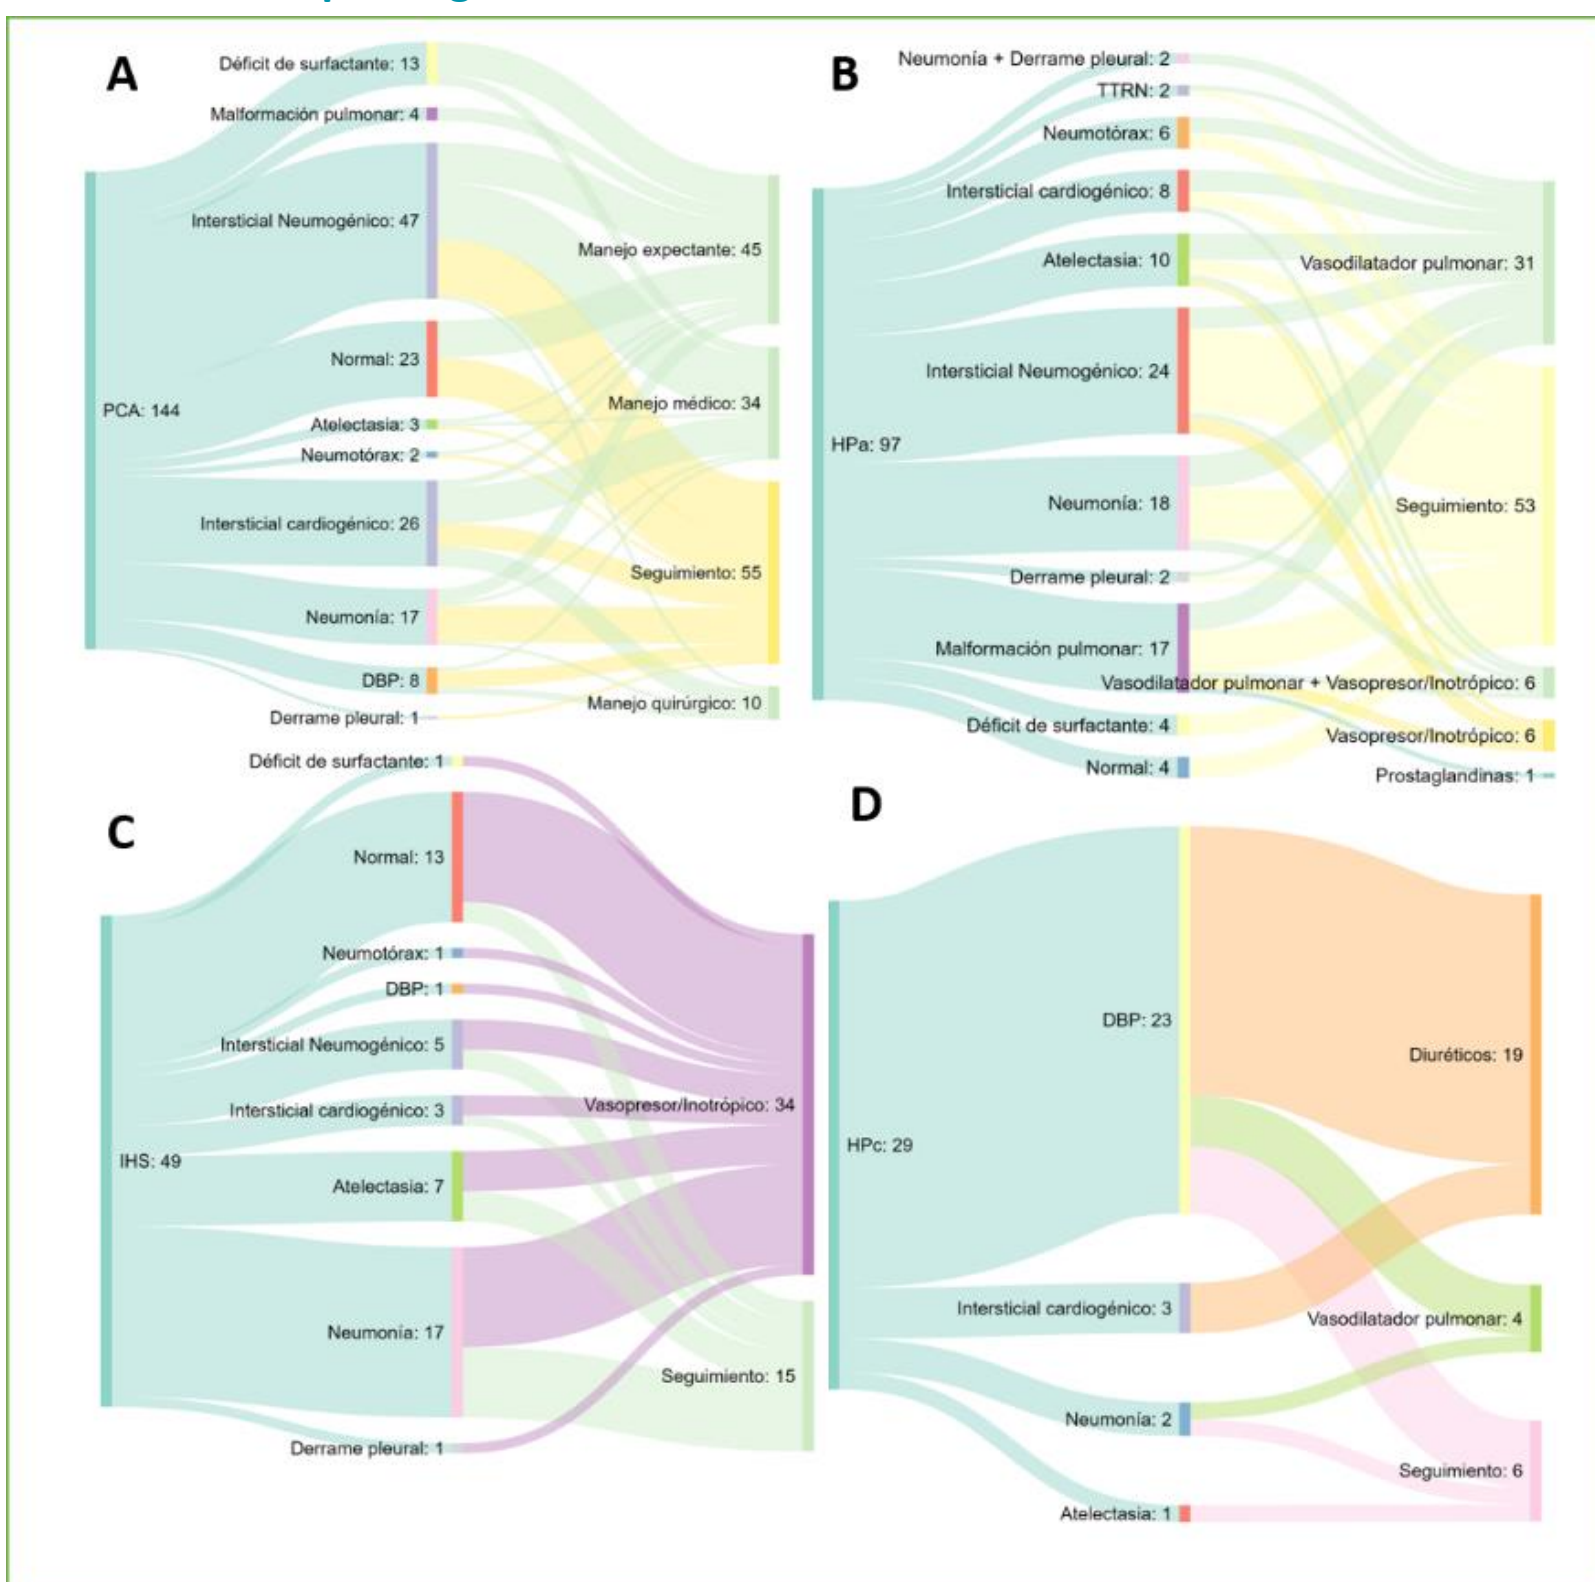 A
Déficit de surfactante: 13
Malformación pulmonar: 4
Intersticial Neumogénico: 47
Manejo expectante: 45
Normal: 23
PCA: 144
Manejo médico: 34
Atelectasia: 3
Neumotórax: 2
Intersticial cardiogénico: 26
Seguimiento: 55
Neumonía: 17
DBP: 8
Manejo quirúrgico: 10
Derrame pleural: 1
B
Neumonía + Derrame pleural: 2
TTRN: 2
Neumotórax: 6
Intersticial cardiogénico: 8
Atelectasia: 10
Vasodilatador pulmonar: 31
Intersticial Neumogénico: 24
HPa: 97
Neumonía: 18
Seguimiento: 53
Derrame pleural: 2
Malformación pulmonar: 17
Vasodilatador pulmonar + Vasopresor/Inotrópico: 6
Déficit de surfactante: 4
Vasopresor/Inotrópico: 6
Normal: 4
Prostaglandinas: 1
C
Déficit de surfactante: 1
Normal: 13
Neumotórax: 1
DBP: 1
Intersticial Neumogénico: 5
Intersticial cardiogénico: 3
Vasopresor/Inotrópico: 34
IHS: 49
Atelectasia: 7
Neumonía: 17
Seguimiento: 15
Derrame pleural: 1
D
DBP: 23
Diuréticos: 19
HPc: 29
Intersticial cardiogénico: 3
Vasodilatador pulmonar: 4
Neumonía: 2
Seguimiento: 6
Atelectasia: 1